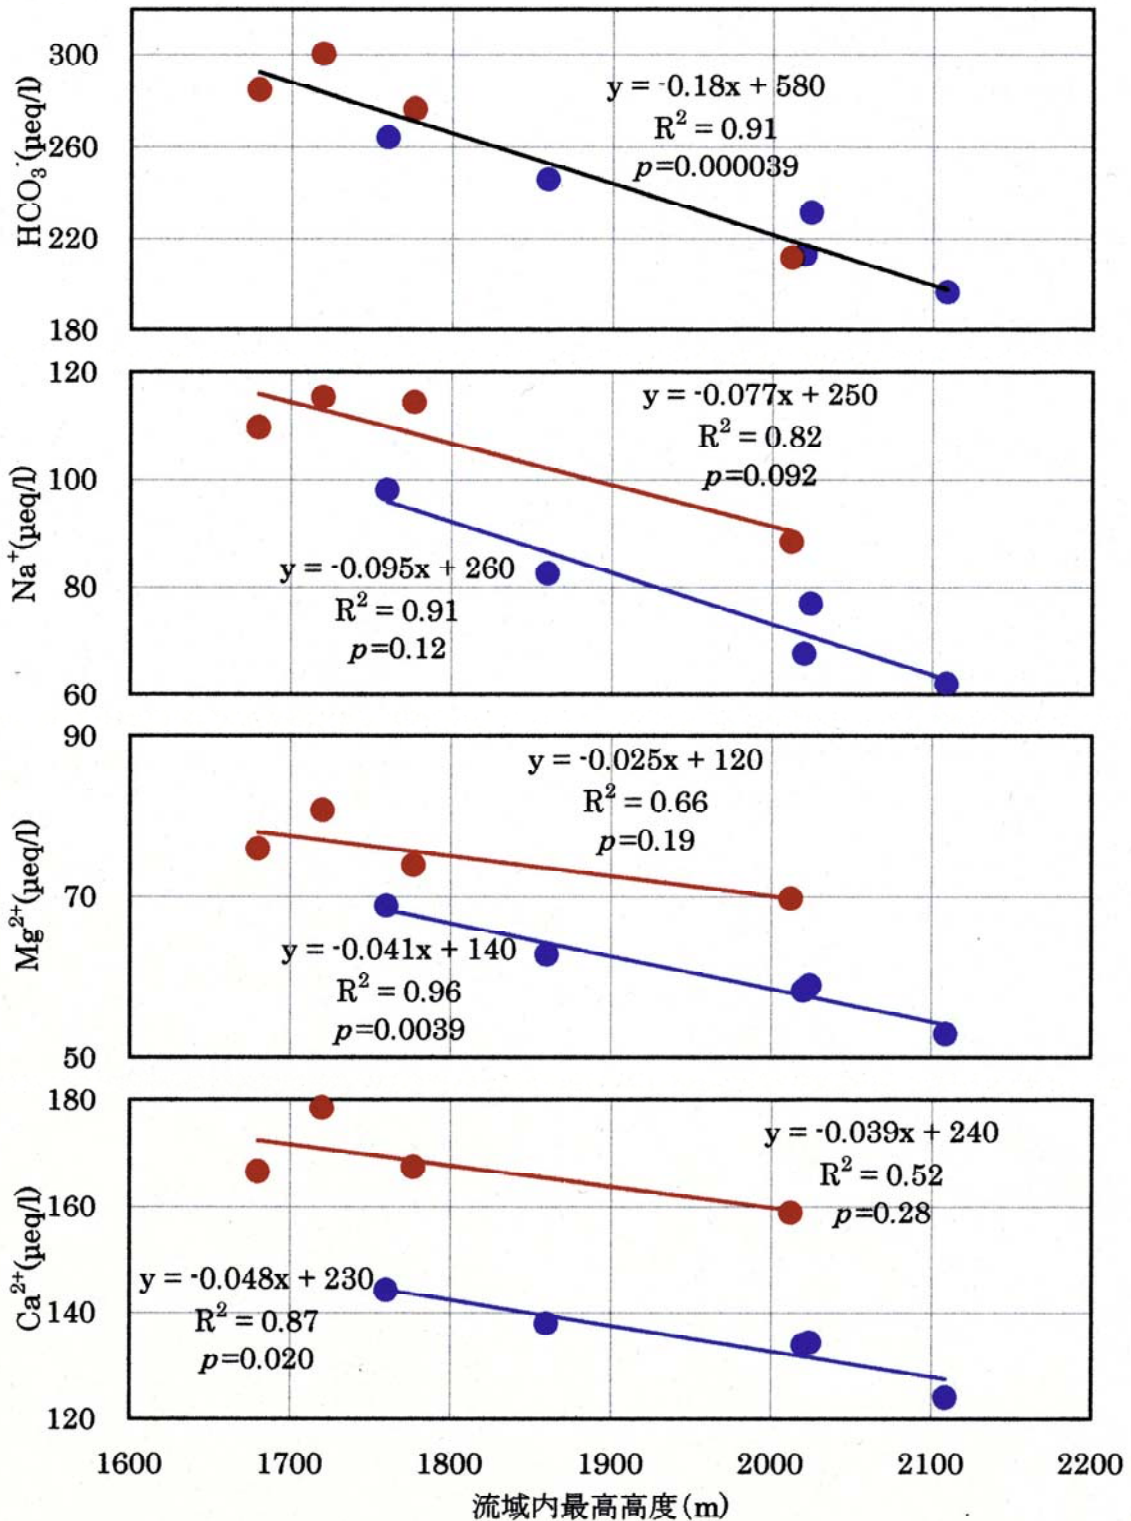 300
260
220
180
HCO₃⁻(μeq/l)
y = -0.18x + 580
R² = 0.91
p=0.000039
120
100
80
60
Na⁺(μeq/l)
y = -0.077x + 250
R² = 0.82
p=0.092
y = -0.095x + 260
R² = 0.91
p=0.12
90
70
50
Mg²⁺(μeq/l)
y = -0.025x + 120
R² = 0.66
p=0.19
y = -0.041x + 140
R² = 0.96
p=0.0039
180
160
140
120
Ca²⁺(μeq/l)
y = -0.039x + 240
R² = 0.52
p=0.28
y = -0.048x + 230
R² = 0.87
p=0.020
1600 1700 1800 1900 2000 2100 2200
流域内最高高度(m)